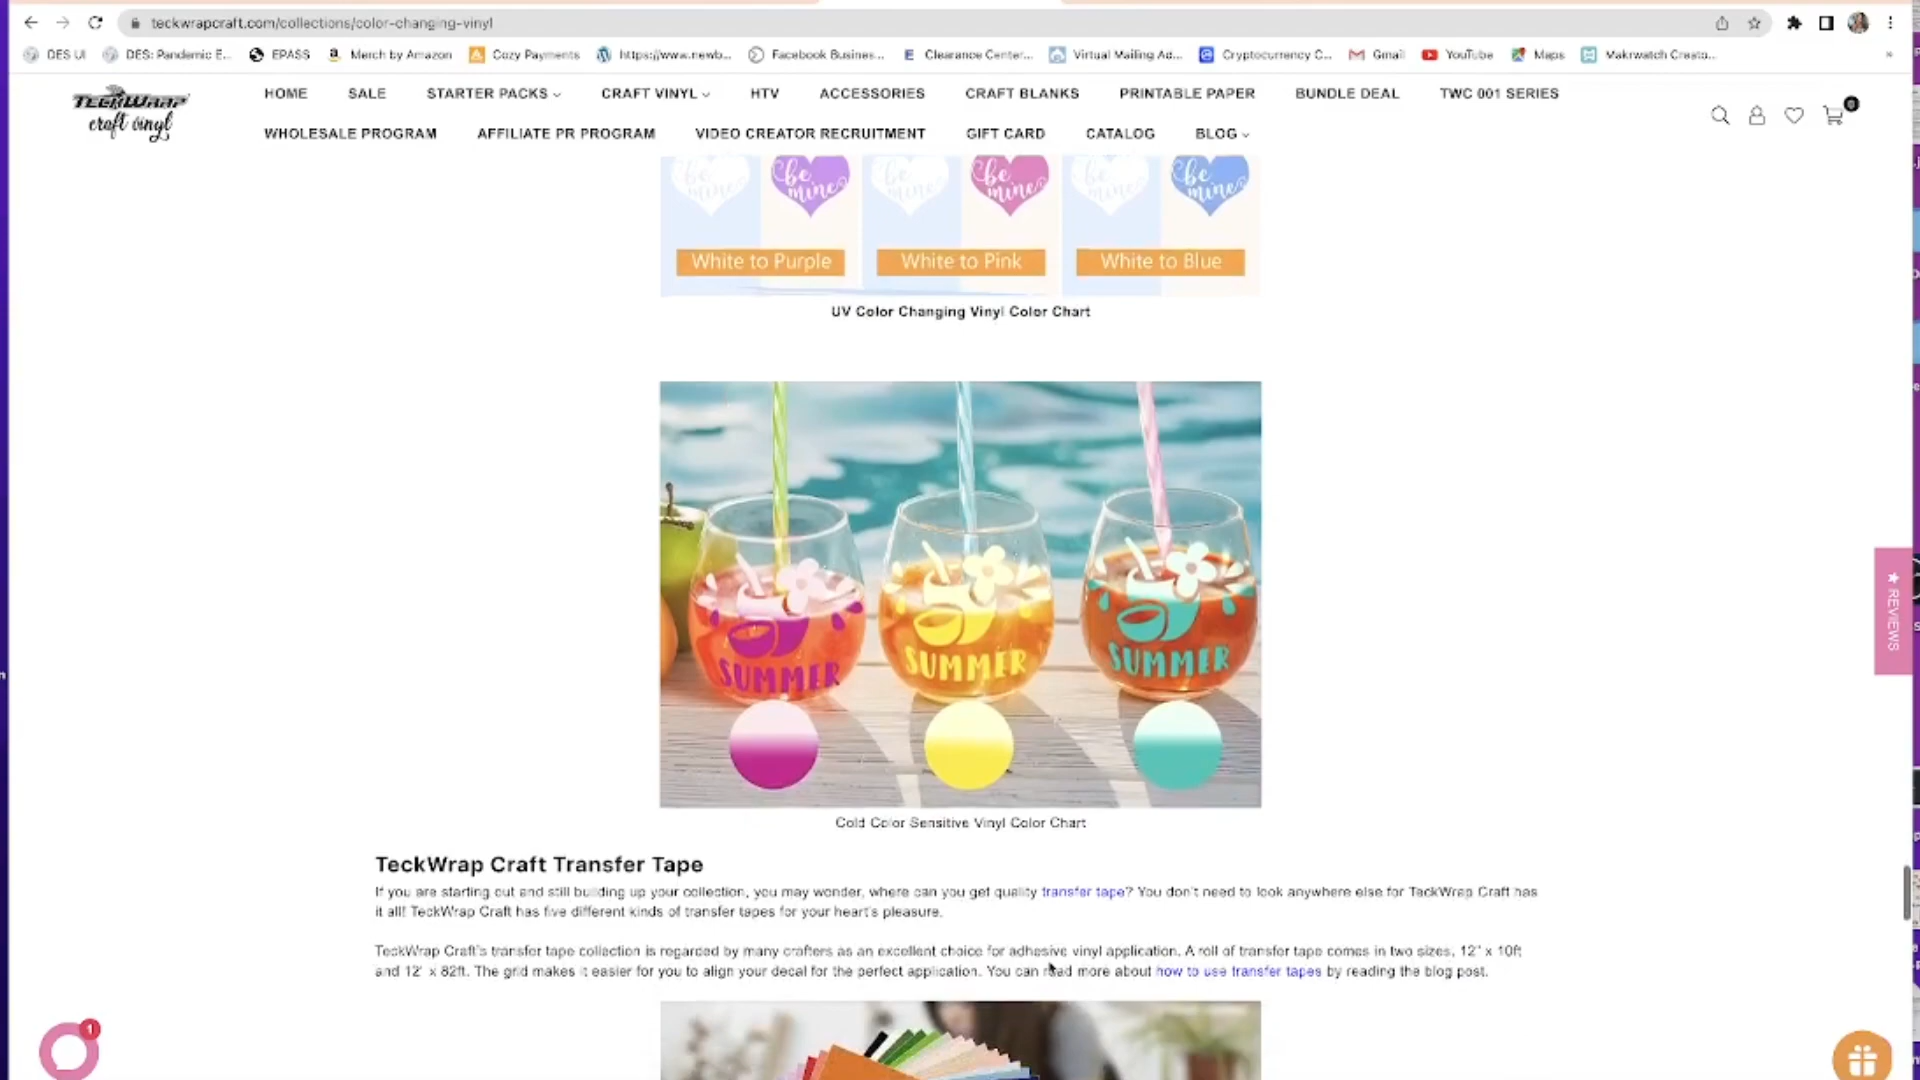 teckwrapcraft.com/collections/color-changing-vinyl
DES UI
DES: Pandemic E...
EPASS
Merch by Amazon
Cozy Payments
https://www.newb...
Facebook Busines...
Clearance Center...
Virtual Mailing Ad...
Cryptocurrency C...
Gmail
YouTube
Maps
Makrwatch Creato...
TECKWRAP
craft vinyl
HOME SALE STARTER PACKS CRAFT VINYL HTV ACCESSORIES CRAFT BLANKS PRINTABLE PAPER BUNDLE DEAL TWC 001 SERIES
0
WHOLESALE PROGRAM AFFILIATE PR PROGRAM VIDEO CREATOR RECRUITMENT GIFT CARD CATALOG BLOG
be mine be mine be mine be mine be mine be mine
White to Purple White to Pink White to Blue
UV Color Changing Vinyl Color Chart
SUMMER SUMMER SUMMER
★ REVIEWS
Cold Color Sensitive Vinyl Color Chart
TeckWrap Craft Transfer Tape
If you are starting out and still building up your collection, you may wonder, where can you get quality transfer tape? You don't need to look anywhere else for TeckWrap Craft has
it all! TeckWrap Craft has five different kinds of transfer tapes for your heart's pleasure.
TeckWrap Craft's transfer tape collection is regarded by many crafters as an excellent choice for adhesive vinyl application. A roll of transfer tape comes in two sizes, 12" x 10ft
and 12" x 82ft. The grid makes it easier for you to align your decal for the perfect application. You can read more about how to use transfer tapes by reading the blog post.
1